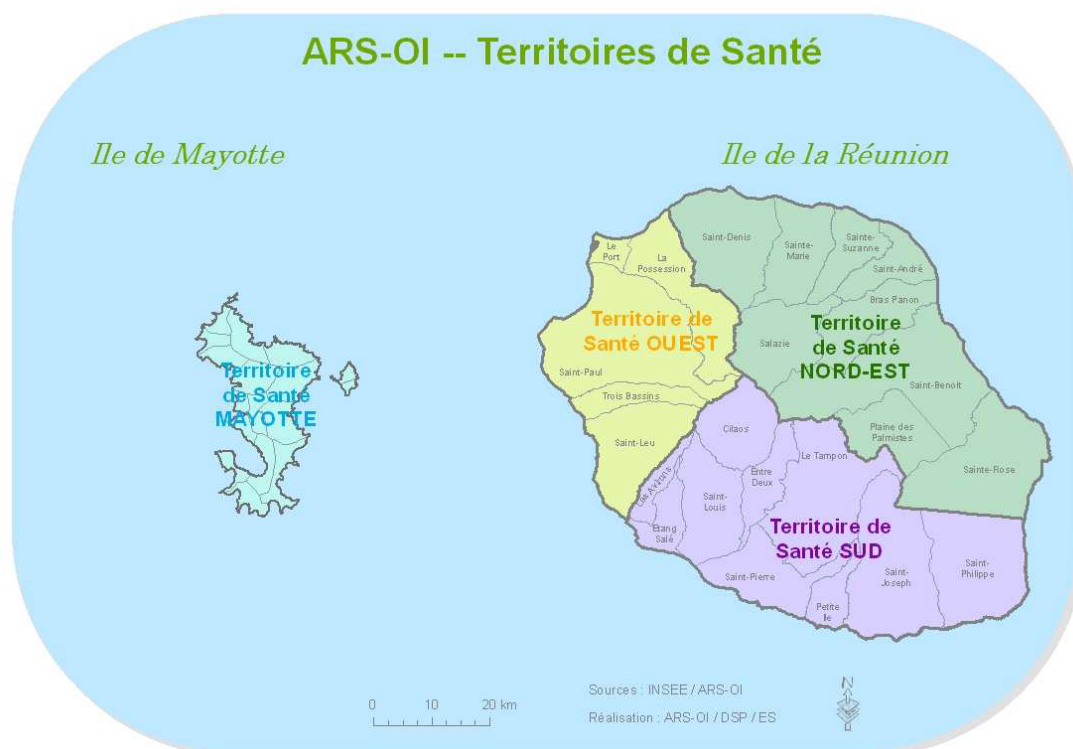 ARS-OI -- Territoires de Santé
Ile de Mayotte
Ile de la Réunion
Territoire
de Santé
MAYOTTE
Le
Port
La
Possession
Territoire de
Santé OUEST
Saint-Paul
Trois Bassins
Saint-Leu
Saint-Denis
Sainte-
Marie
Sainte-
Suzanne
Saint-André
Bras Panon
Salazie
Territoire
de Santé
NORD-EST
Saint-Benoit
Plaine des
Palmistes
Sainte-Rose
Cilaos
Le Tampon
Entre
Deux
Les Avirons
Saint-
Louis
Etang
Salé
Territoire de
Santé SUD
Saint-Pierre
Petite
Ile
Saint-
Joseph
Saint-
Philippe
0 10 20 km
Sources : INSEE / ARS-OI
Réalisation : ARS-OI / DSP / ES
N